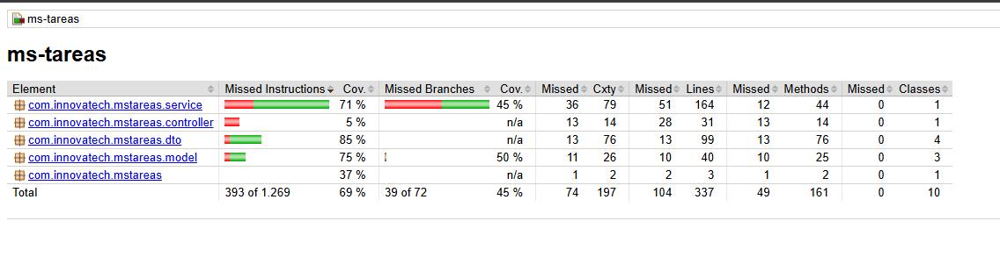 ms-tareas
ms-tareas
Element Missed Instructions Cov. Missed Branches Cov. Missed Cxty Missed Lines Missed Methods Missed Classes
com.innovatech.mstareas.service 71 % 45 % 36 79 51 164 12 44 0 1
com.innovatech.mstareas.controller 5 % n/a 13 14 28 31 13 14 0 1
com.innovatech.mstareas.dto 85 % n/a 13 76 13 99 13 76 0 4
com.innovatech.mstareas.model 75 % 50 % 11 26 10 40 10 25 0 3
com.innovatech.mstareas 37 % n/a 1 2 2 3 1 2 0 1
Total 393 of 1.269 69 % 39 of 72 45 % 74 197 104 337 49 161 0 10